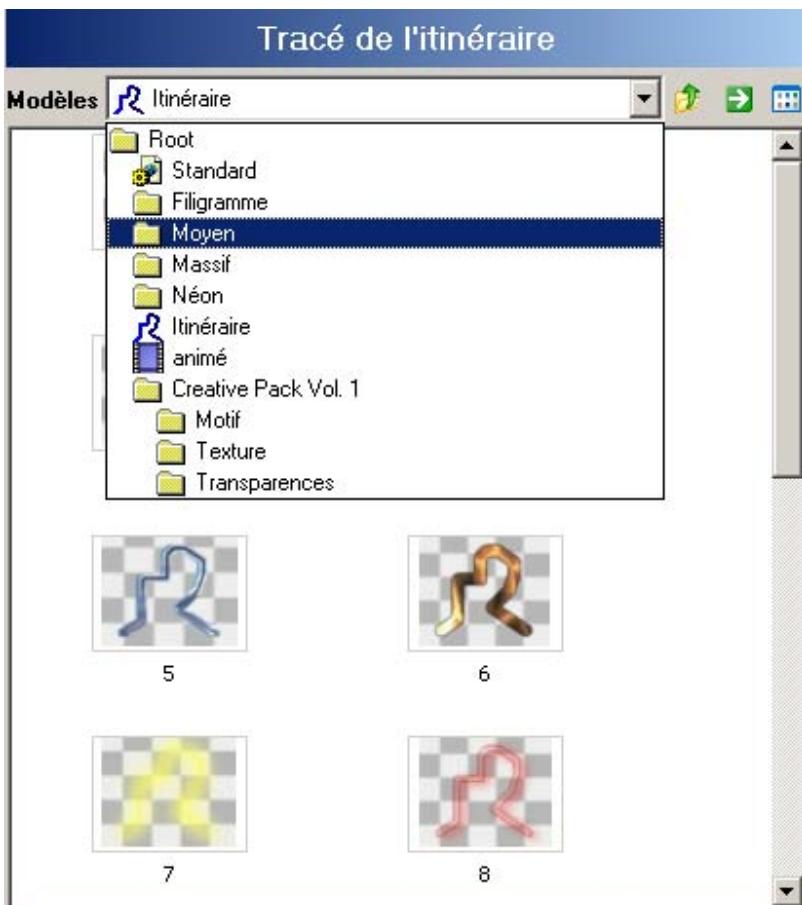 Tracé de l'itinéraire
Modèles Itinéraire
Root
Standard
Filigramme
Moyen
Massif
Néon
Itinéraire
animé
Creative Pack Vol. 1
Motif
Texture
Transparences
5 6
7 8